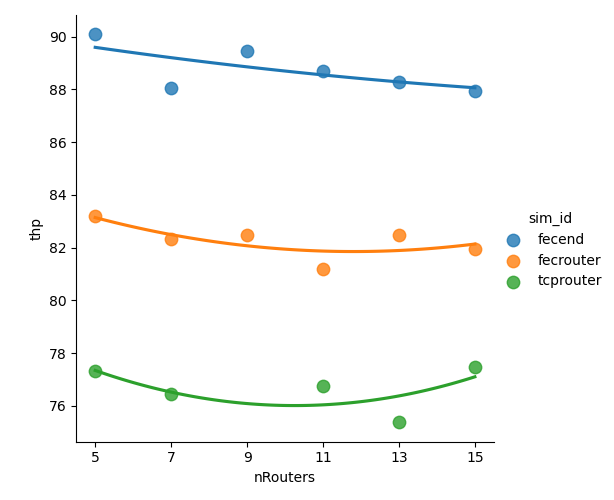 90
88
86
84
82
80
78
76
thp
5 7 9 11 13 15
nRouters
sim_id
fecend
fecrouter
tcprouter